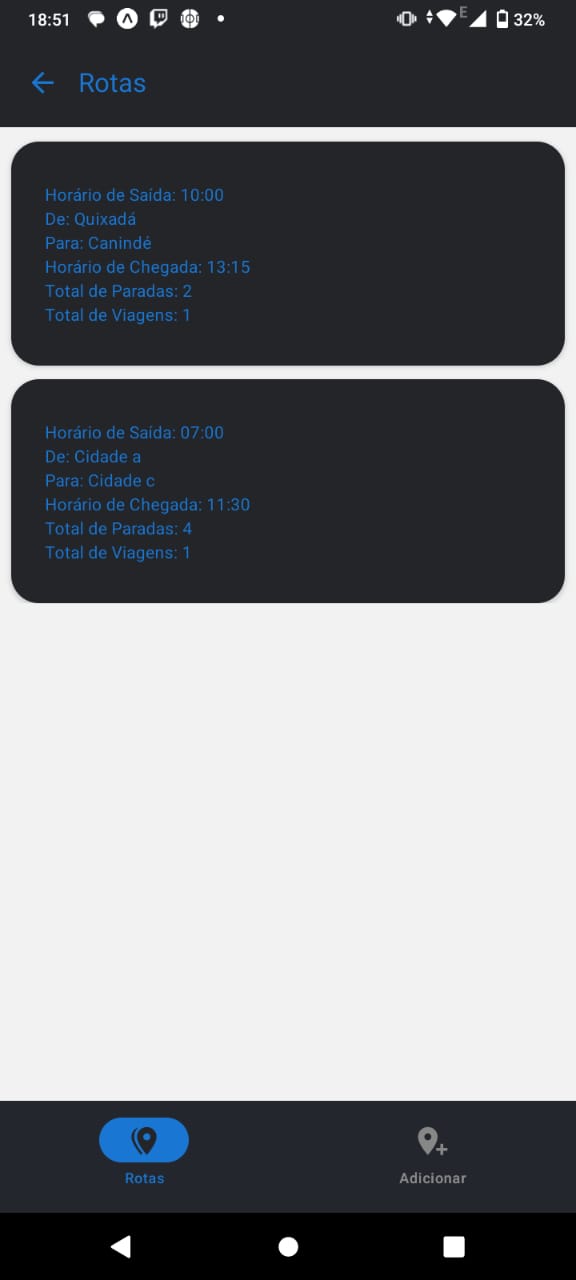 18:51
E
32%
Rotas
Horário de Saída: 10:00
De: Quixadá
Para: Canindé
Horário de Chegada: 13:15
Total de Paradas: 2
Total de Viagens: 1
Horário de Saída: 07:00
De: Cidade a
Para: Cidade c
Horário de Chegada: 11:30
Total de Paradas: 4
Total de Viagens: 1
Rotas
Adicionar